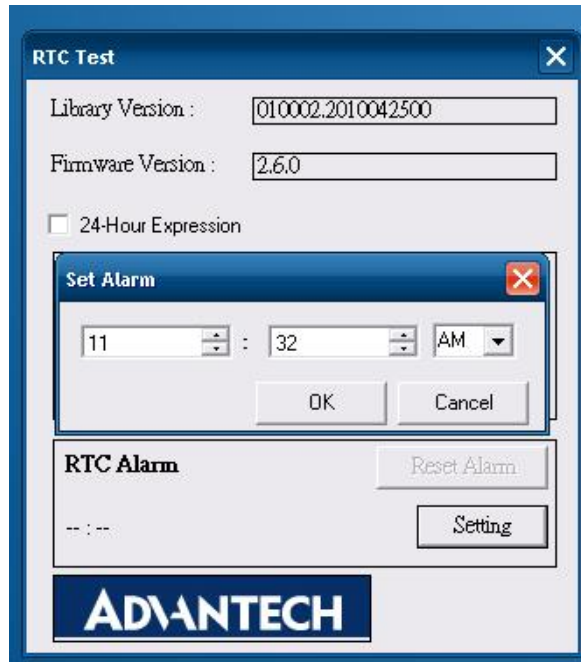 RTC Test
Library Version : 010002.2010042500
Firmware Version : 2.6.0
24-Hour Expression
Set Alarm
11 : 32 AM
OK Cancel
RTC Alarm Reset Alarm
-- : -- Setting
ADVANTECH